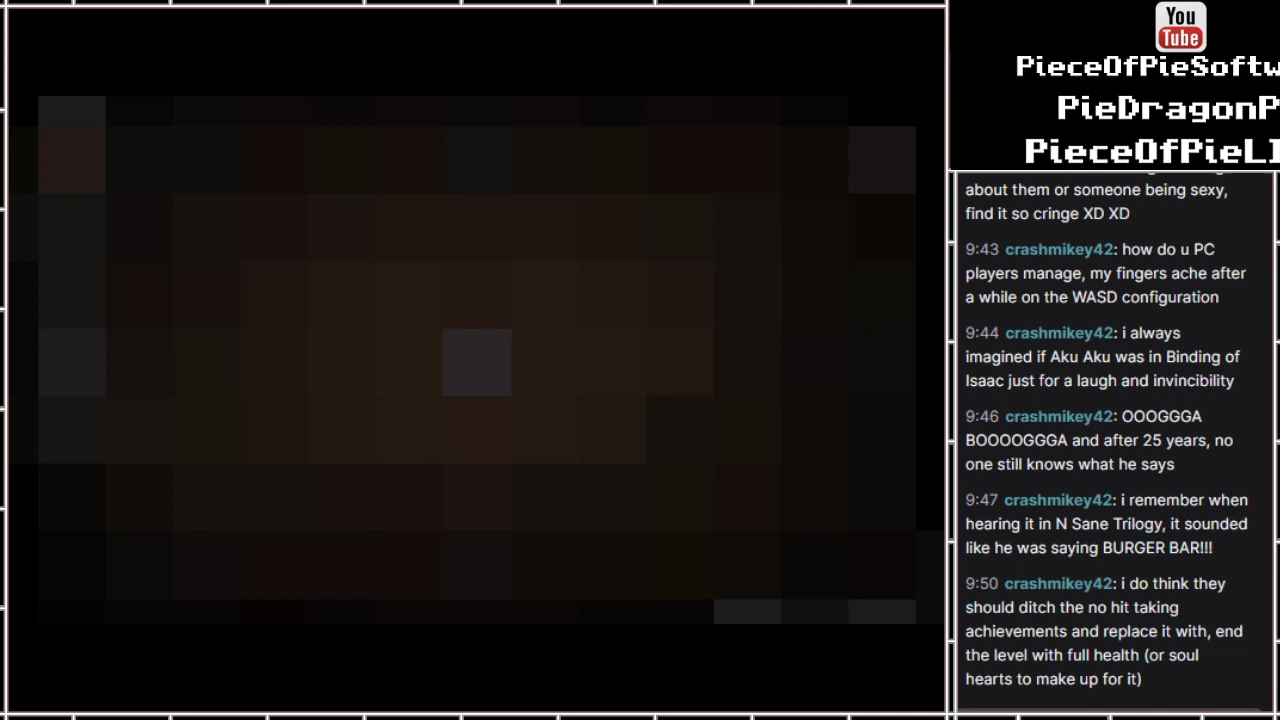 You
Tube
PieceOfPieSoftw
PieDragonP
PieceOfPieLI
about them or someone being sexy,
find it so cringe XD XD
9:43 crashmikey42: how do u PC
players manage, my fingers ache after
a while on the WASD configuration
9:44 crashmikey42: i always
imagined if Aku Aku was in Binding of
Isaac just for a laugh and invincibility
9:46 crashmikey42: OOOGGGA
BOOOOGGGA and after 25 years, no
one still knows what he says
9:47 crashmikey42: i remember when
hearing it in N Sane Trilogy, it sounded
like he was saying BURGER BAR!!!
9:50 crashmikey42: i do think they
should ditch the no hit taking
achievements and replace it with, end
the level with full health (or soul
hearts to make up for it)